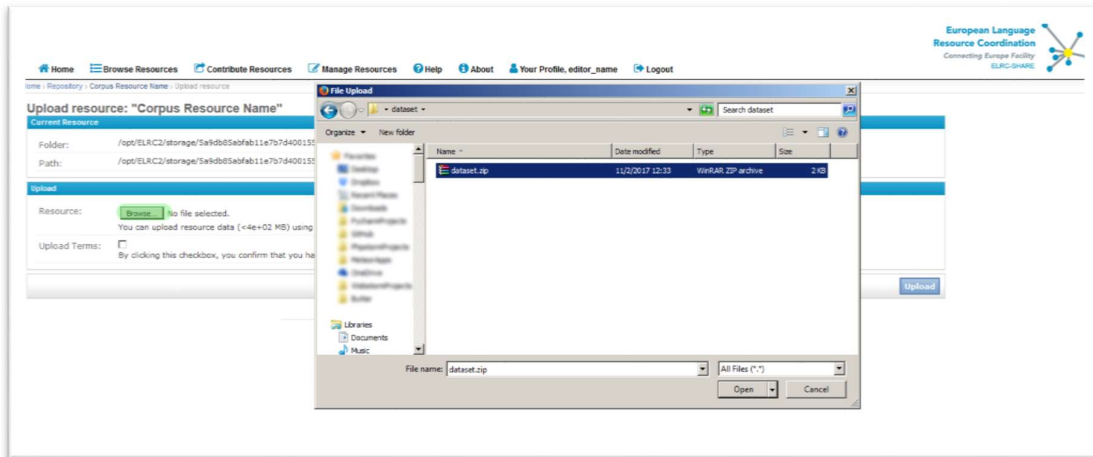 European Language
Resource Coordination
Connecting Europe Facility
ELRC-SHARE
Home Browse Resources Contribute Resources Manage Resources Help About Your Profile, editor_name Logout
ome › Repository › Corpus Resource Name › Upload resource
Upload resource: "Corpus Resource Name"
Current Resource
Folder: /opt/ELRC2/storage/5a9db85abfab11e7b7d400155
Path: /opt/ELRC2/storage/5a9db85abfab11e7b7d400155
Upload
Resource: Browse... No file selected.
You can upload resource data (<4e+02 MB) using
Upload Terms:
By clicking this checkbox, you confirm that you ha
Upload
File Upload
dataset
Search dataset
Organize New folder
Name Date modified Type Size
dataset.zip 11/2/2017 12:33 WinRAR ZIP archive 2 KB
Libraries
Documents
Music
File name: dataset.zip All Files (*.*)
Open Cancel